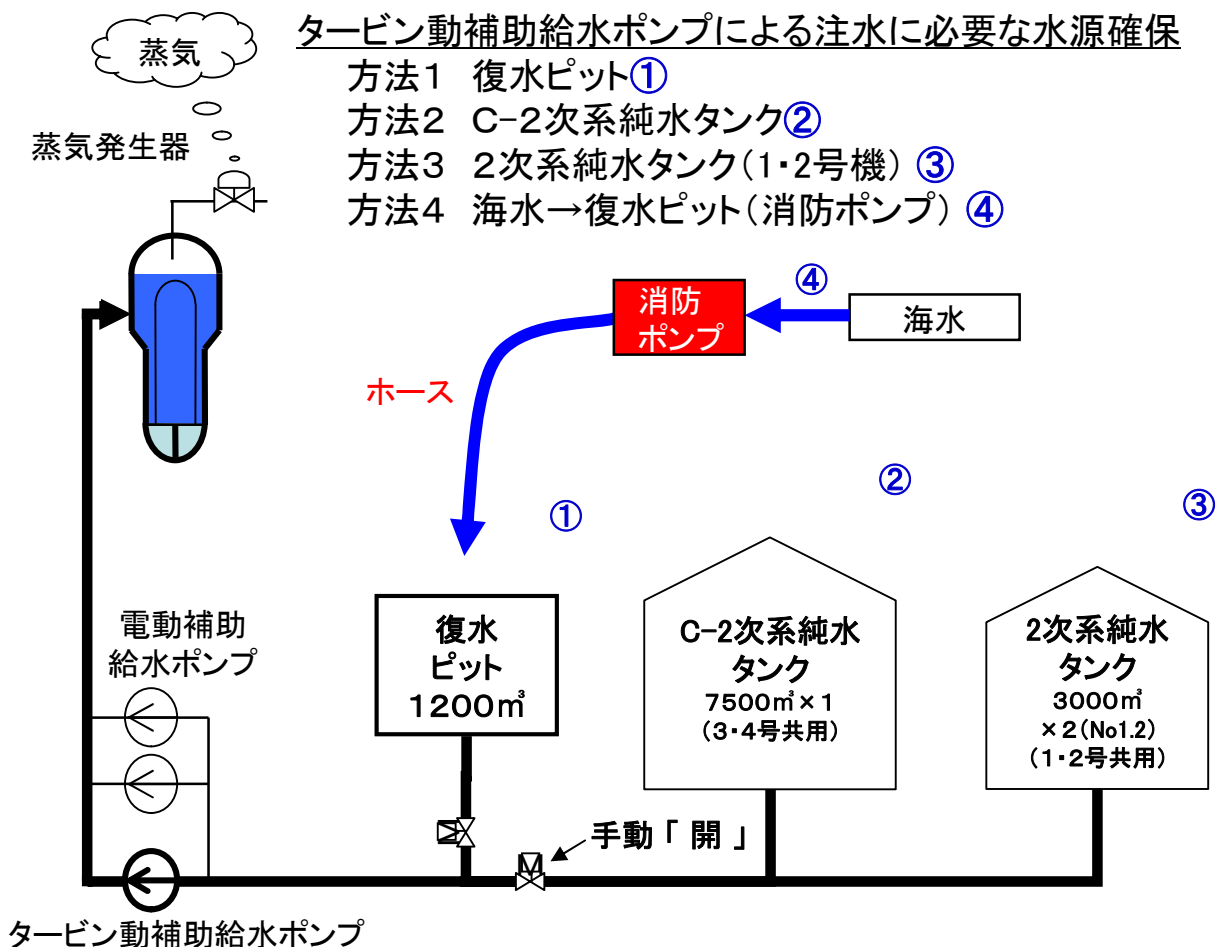 タービン動補助給水ポンプによる注水に必要な水源確保
方法１ 復水ピット①
方法２ C-2次系純水タンク②
方法３ 2次系純水タンク(1・2号機) ③
方法４ 海水→復水ピット(消防ポンプ) ④
蒸気
蒸気発生器
④
消防
ポンプ
海水
ホース
①
②
③
復水
ピット
１２００㎥
C-2次系純水
タンク
7500㎥×１
(3・4号共用)
2次系純水
タンク
3000㎥
×２(No1.2)
(1・2号共用)
電動補助
給水ポンプ
手動「 開 」
タービン動補助給水ポンプ